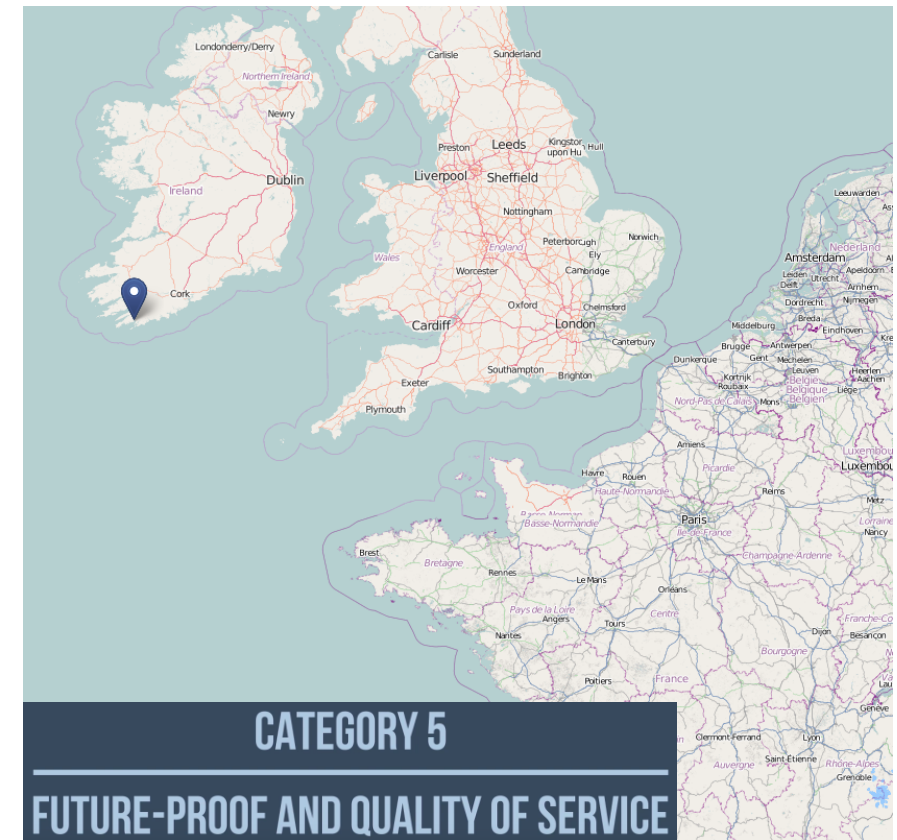 Londonderry/Derry
Carlisle
Sunderland
Northern Ireland
Newry
Preston
Leeds
Kingston
upon Hu
Hull
Dublin
Liverpool
Sheffield
Ireland
Leeuwarden
Nottingham
Wales
England
Peterborough
Norwich
Nederland
Ely
Amsterdam
Worcester
Cambridge
Leiden
Utrecht
Apeldoorn
Delft
Arnhem
Cork
Oxford
Chelmsford
Dordrecht
Nijmegen
Breda
Cardiff
London
Middelburg
Eindhoven
Canterbury
Brugge
Antwerpen
Dunkerque
Gent
Mechelen
Southampton
Brighton
Leuven
Heerlen
Kortrijk
België
Aachen
Exeter
Roubaix
Belgique
Liège
Plymouth
Nord-Pas de Calais
Mons
Belgien
Amiens
Luxembou
Picardie
Luxembou
Havre
Rouen
Haute-Normandie
Reims
Metz
Basse-Norman
Basse-Normandie
Paris
Île-de-France
Lorraine
Nancy
Brest
Bretagne
Champagne-Ardenne
Rennes
Le Mans
Orléans
Pays de la Loire
Centre
Angers
Tours
Franche-Co
Nantes
Dijon
Besançon
Bourgogne
Poitiers
France
Lau
Genève
CATEGORY 5
Clermont-Ferrand
Lyon
Saint-Étienne
Auvergne
Rhône-Alpes
Grenoble
FUTURE-PROOF AND QUALITY OF SERVICE